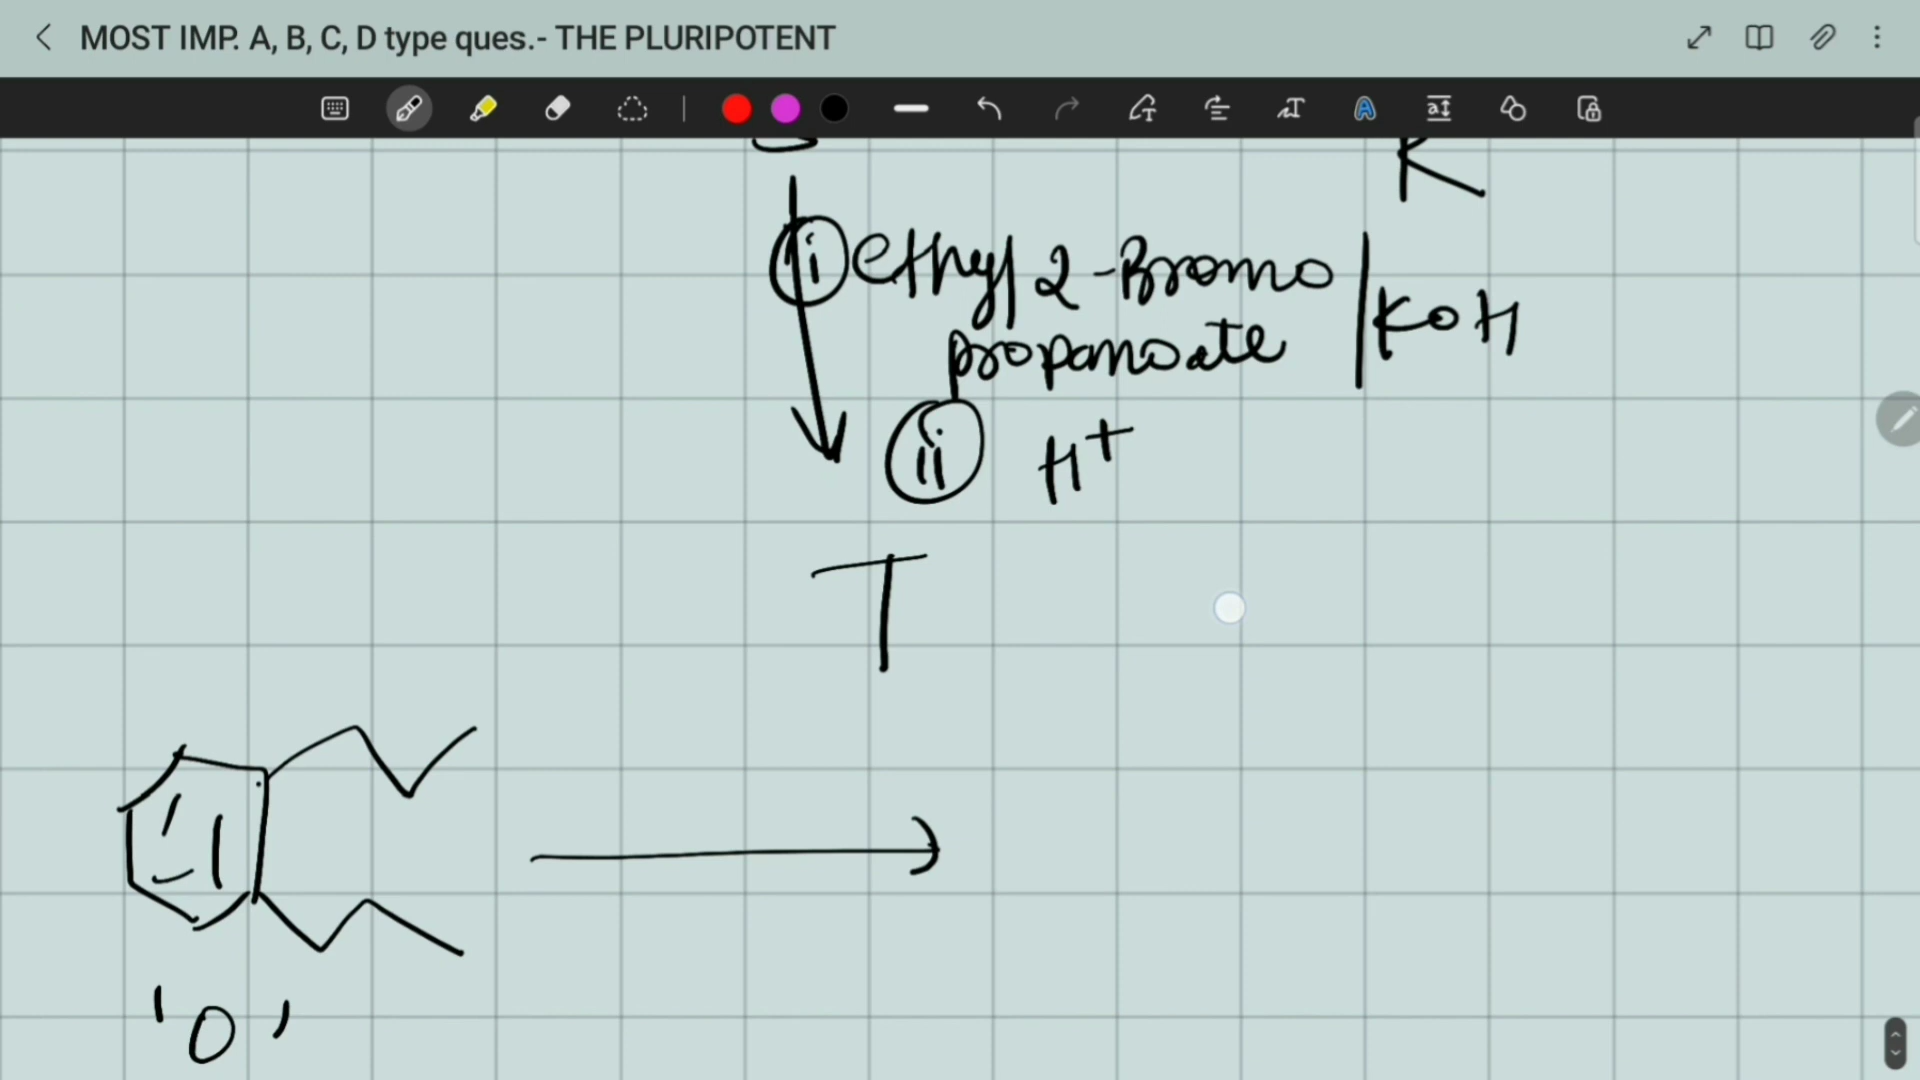 MOST IMP. A, B, C, D type ques.- THE PLURIPOTENT
K
(i) ethyl 2-Bromo
propanoate / KOH
(ii) H+
T
'O'